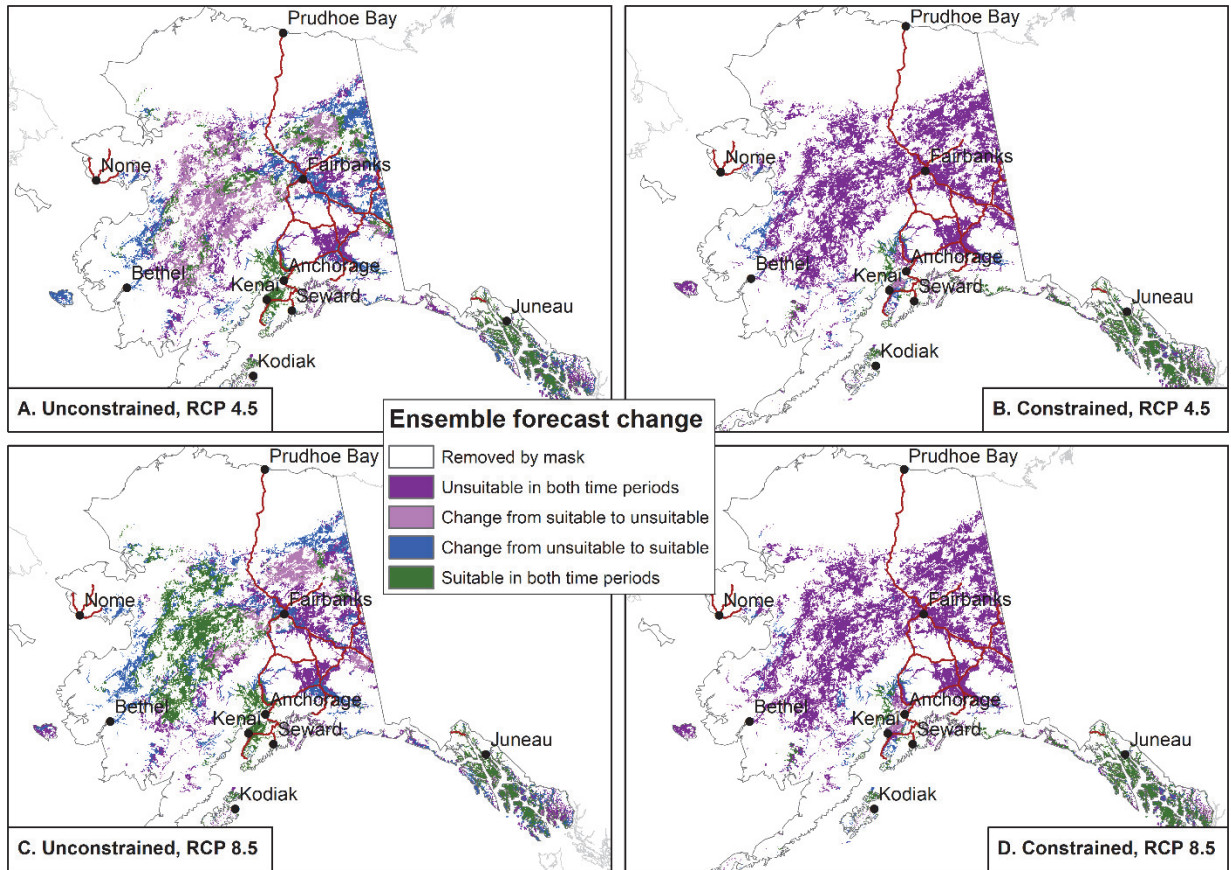 Prudhoe Bay
Nome
Fairbanks
Bethel
Anchorage
Kenai
Seward
Juneau
Kodiak
A. Unconstrained, RCP 4.5
Prudhoe Bay
Nome
Fairbanks
Bethel
Anchorage
Kenai
Seward
Juneau
Kodiak
B. Constrained, RCP 4.5
Ensemble forecast change
Removed by mask
Unsuitable in both time periods
Change from suitable to unsuitable
Change from unsuitable to suitable
Suitable in both time periods
Prudhoe Bay
Nome
Fairbanks
Bethel
Anchorage
Kenai
Seward
Juneau
Kodiak
C. Unconstrained, RCP 8.5
Prudhoe Bay
Nome
Fairbanks
Bethel
Anchorage
Kenai
Seward
Juneau
Kodiak
D. Constrained, RCP 8.5